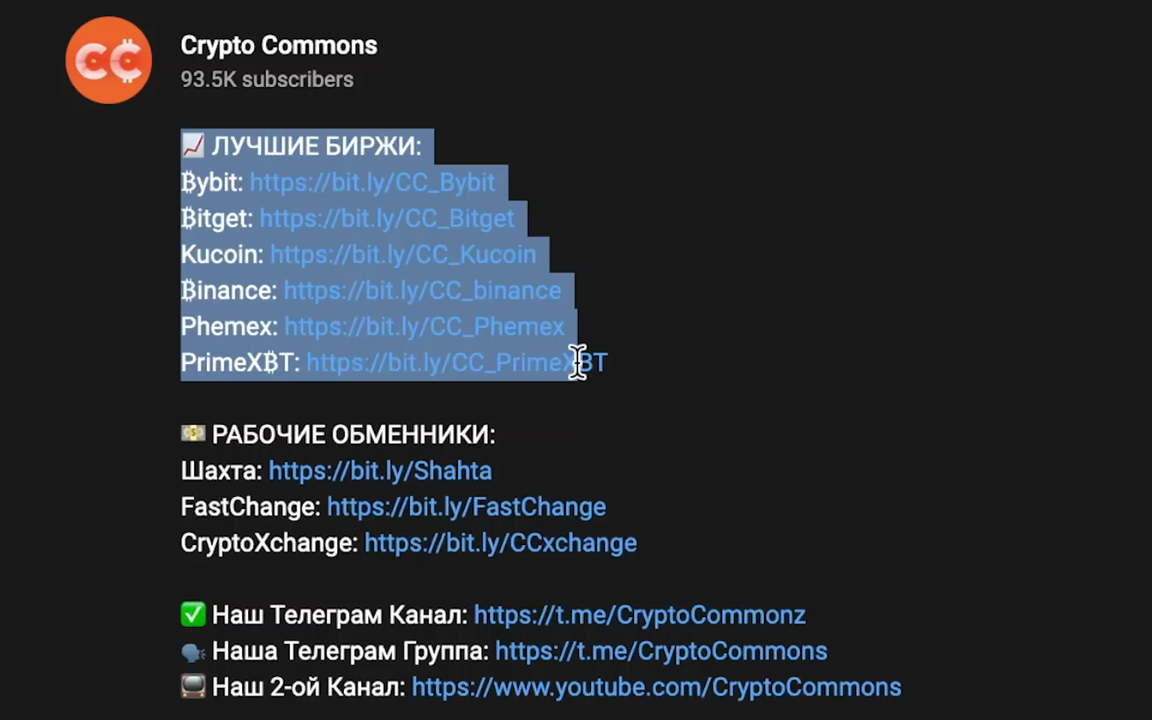 Crypto Commons
93.5K subscribers
📈 ЛУЧШИЕ БИРЖИ:
₿ybit: https://bit.ly/CC_Bybit
₿itget: https://bit.ly/CC_Bitget
Kucoin: https://bit.ly/CC_Kucoin
₿inance: https://bit.ly/CC_binance
Phemex: https://bit.ly/CC_Phemex
PrimeX₿T: https://bit.ly/CC_PrimeXBT
💵 РАБОЧИЕ ОБМЕННИКИ:
Шахта: https://bit.ly/Shahta
FastChange: https://bit.ly/FastChange
CryptoXchange: https://bit.ly/CCxchange
✅ Наш Телеграм Канал: https://t.me/CryptoCommonz
🗣 Наша Телеграм Группа: https://t.me/CryptoCommons
📺 Наш 2-ой Канал: https://www.youtube.com/CryptoCommons